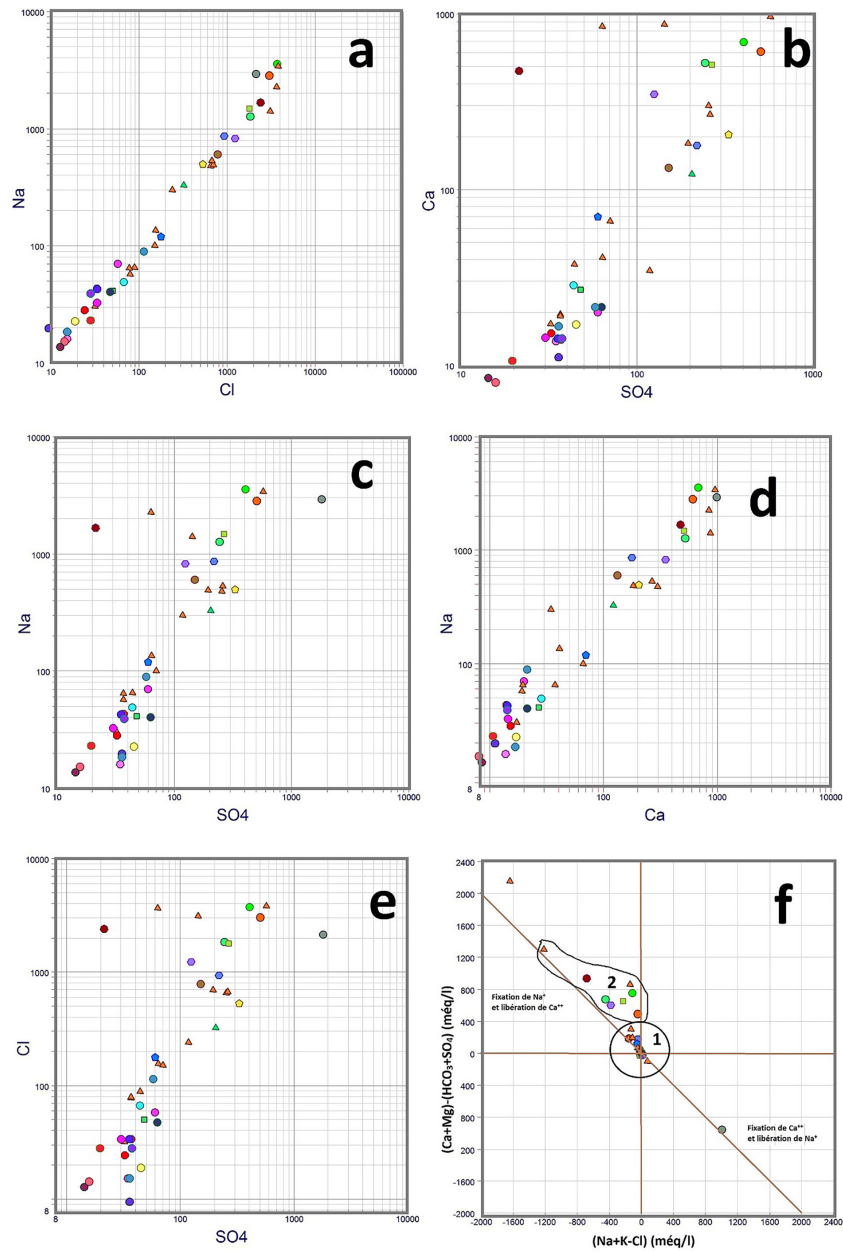 10000
a
1000
Na
100
10
10 100 1000 10000 100000
Cl
1000
b
Ca
100
10
10 100 1000
SO4
10000
c
1000
Na
100
10
10 100 1000 10000
SO4
10000
d
1000
Na
100
8
8 100 1000 10000
Ca
10000
e
1000
Cl
100
8
8 100 1000 10000
SO4
2400
f
2000
1600
1200
2
800
Fixation de Na⁺
et libération de Ca⁺⁺
400
1
0
400
800
Fixation de Ca⁺⁺
et libération de Na⁺
200
-1600
-2000
(Ca+Mg)-(HCO₃+SO₄) (méq/l)
-2000 -1600 -1200 -800 -400 0 400 800 1200 1600 2000 2400
(Na+K-Cl) (méq/l)